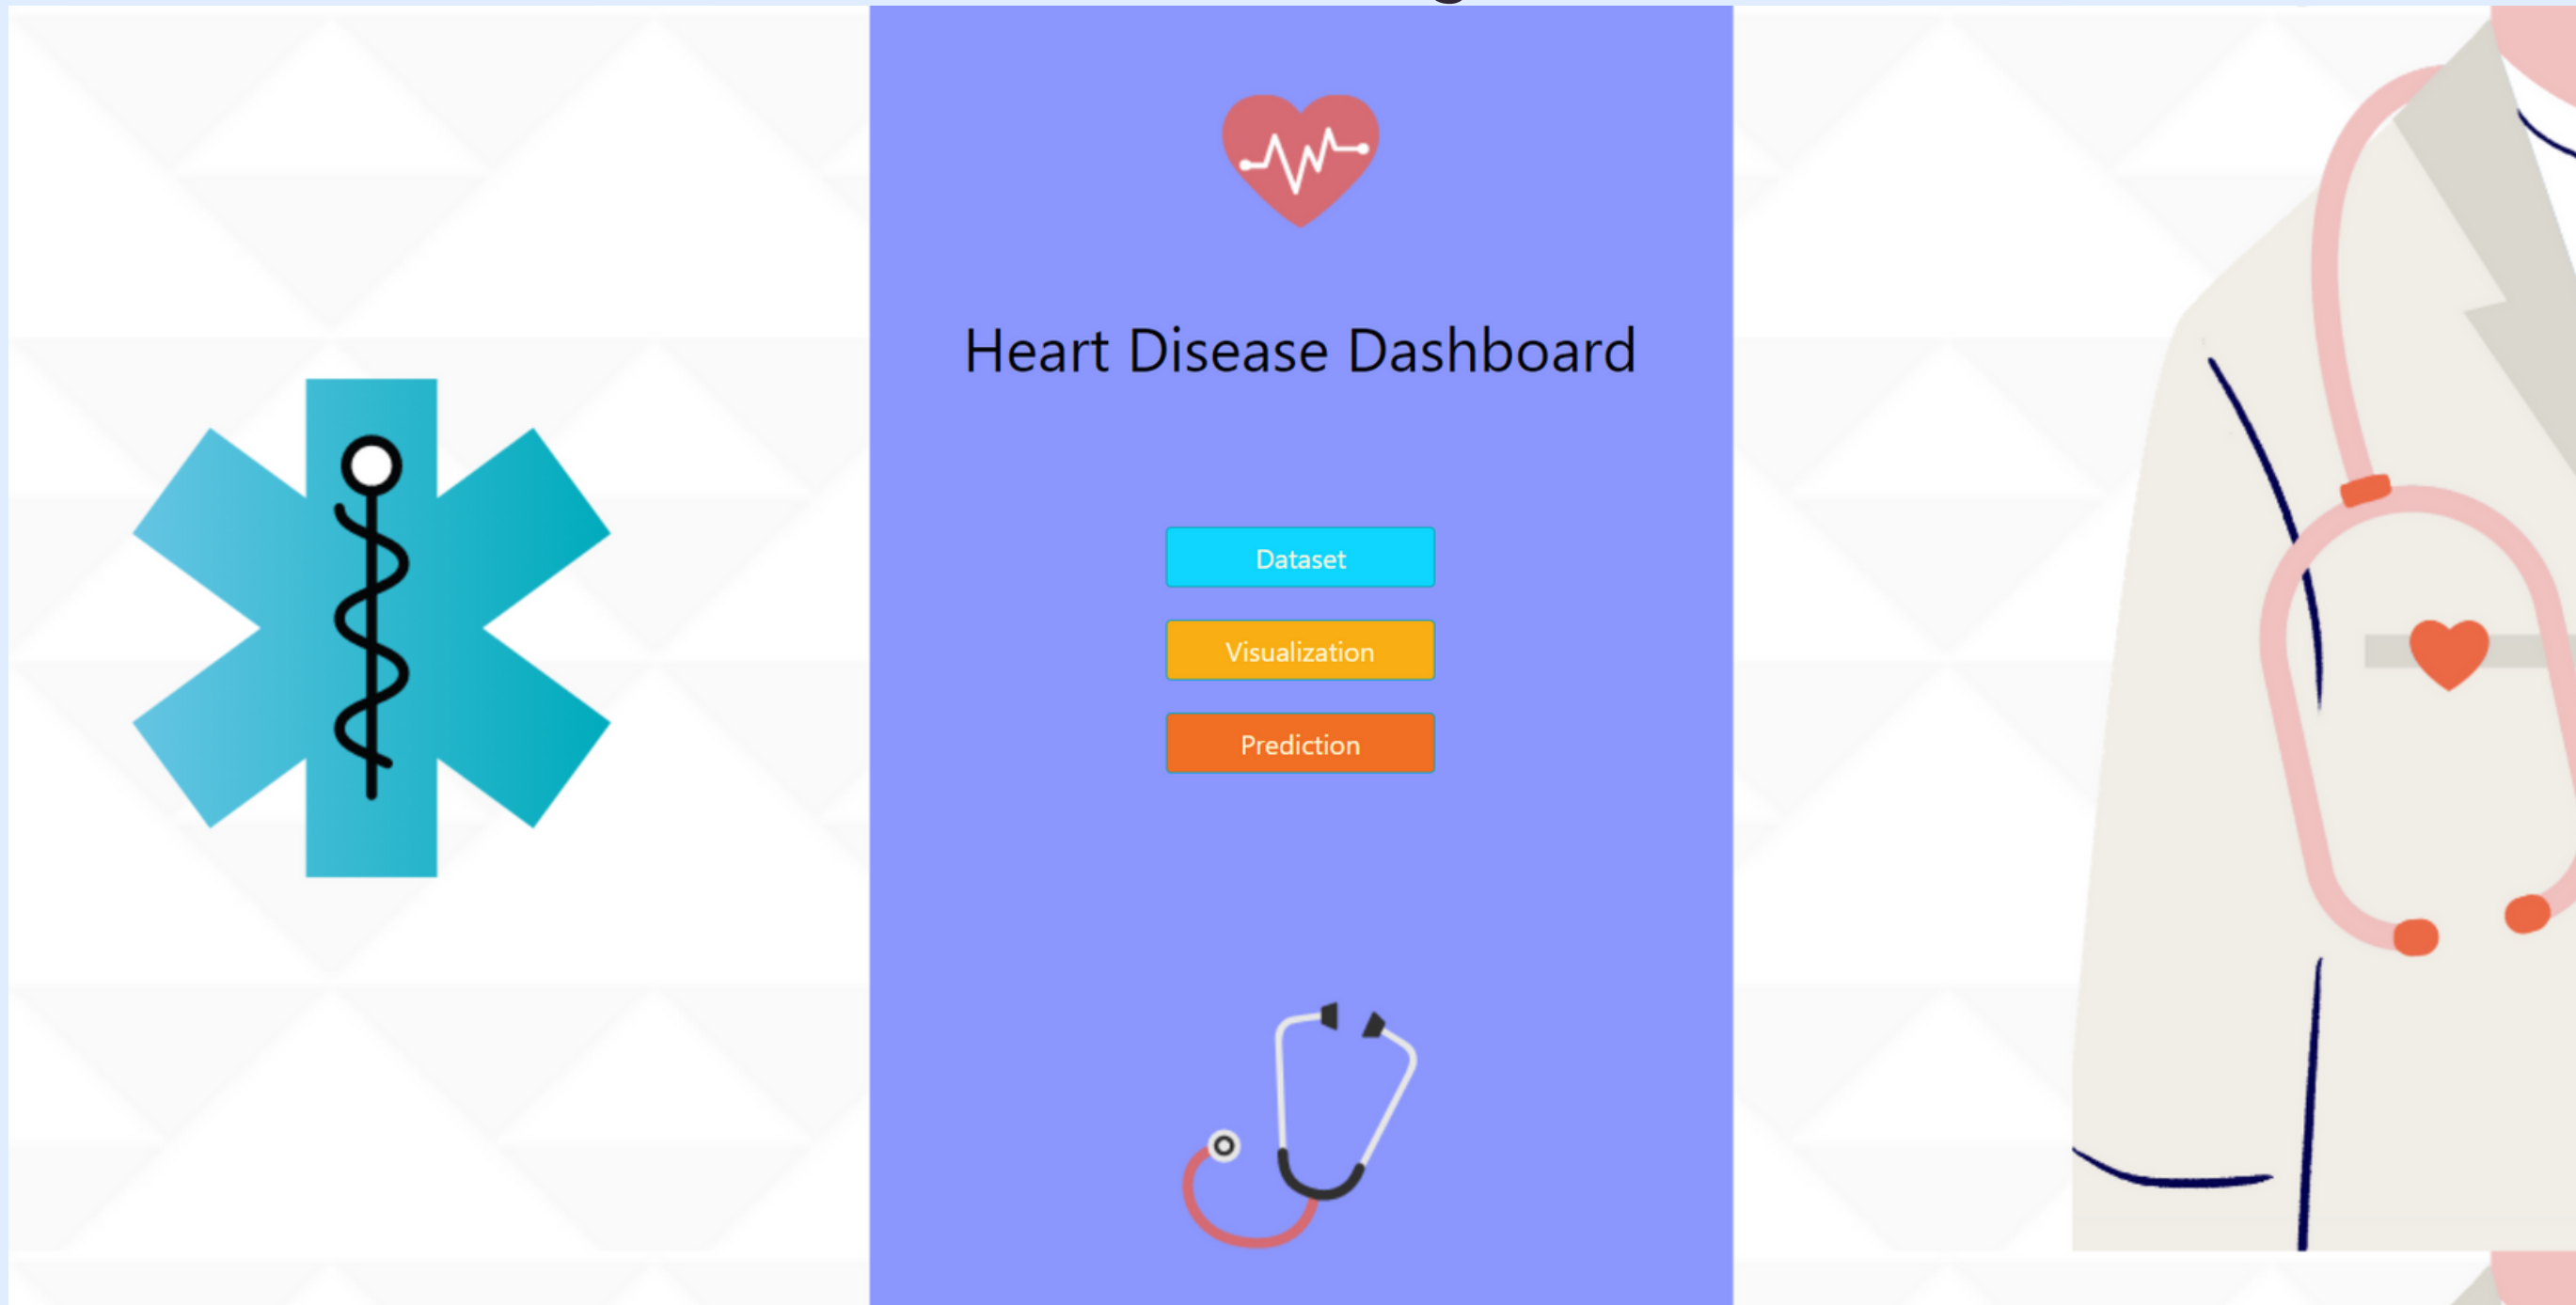 Heart Disease Dashboard
Dataset
Visualization
Prediction